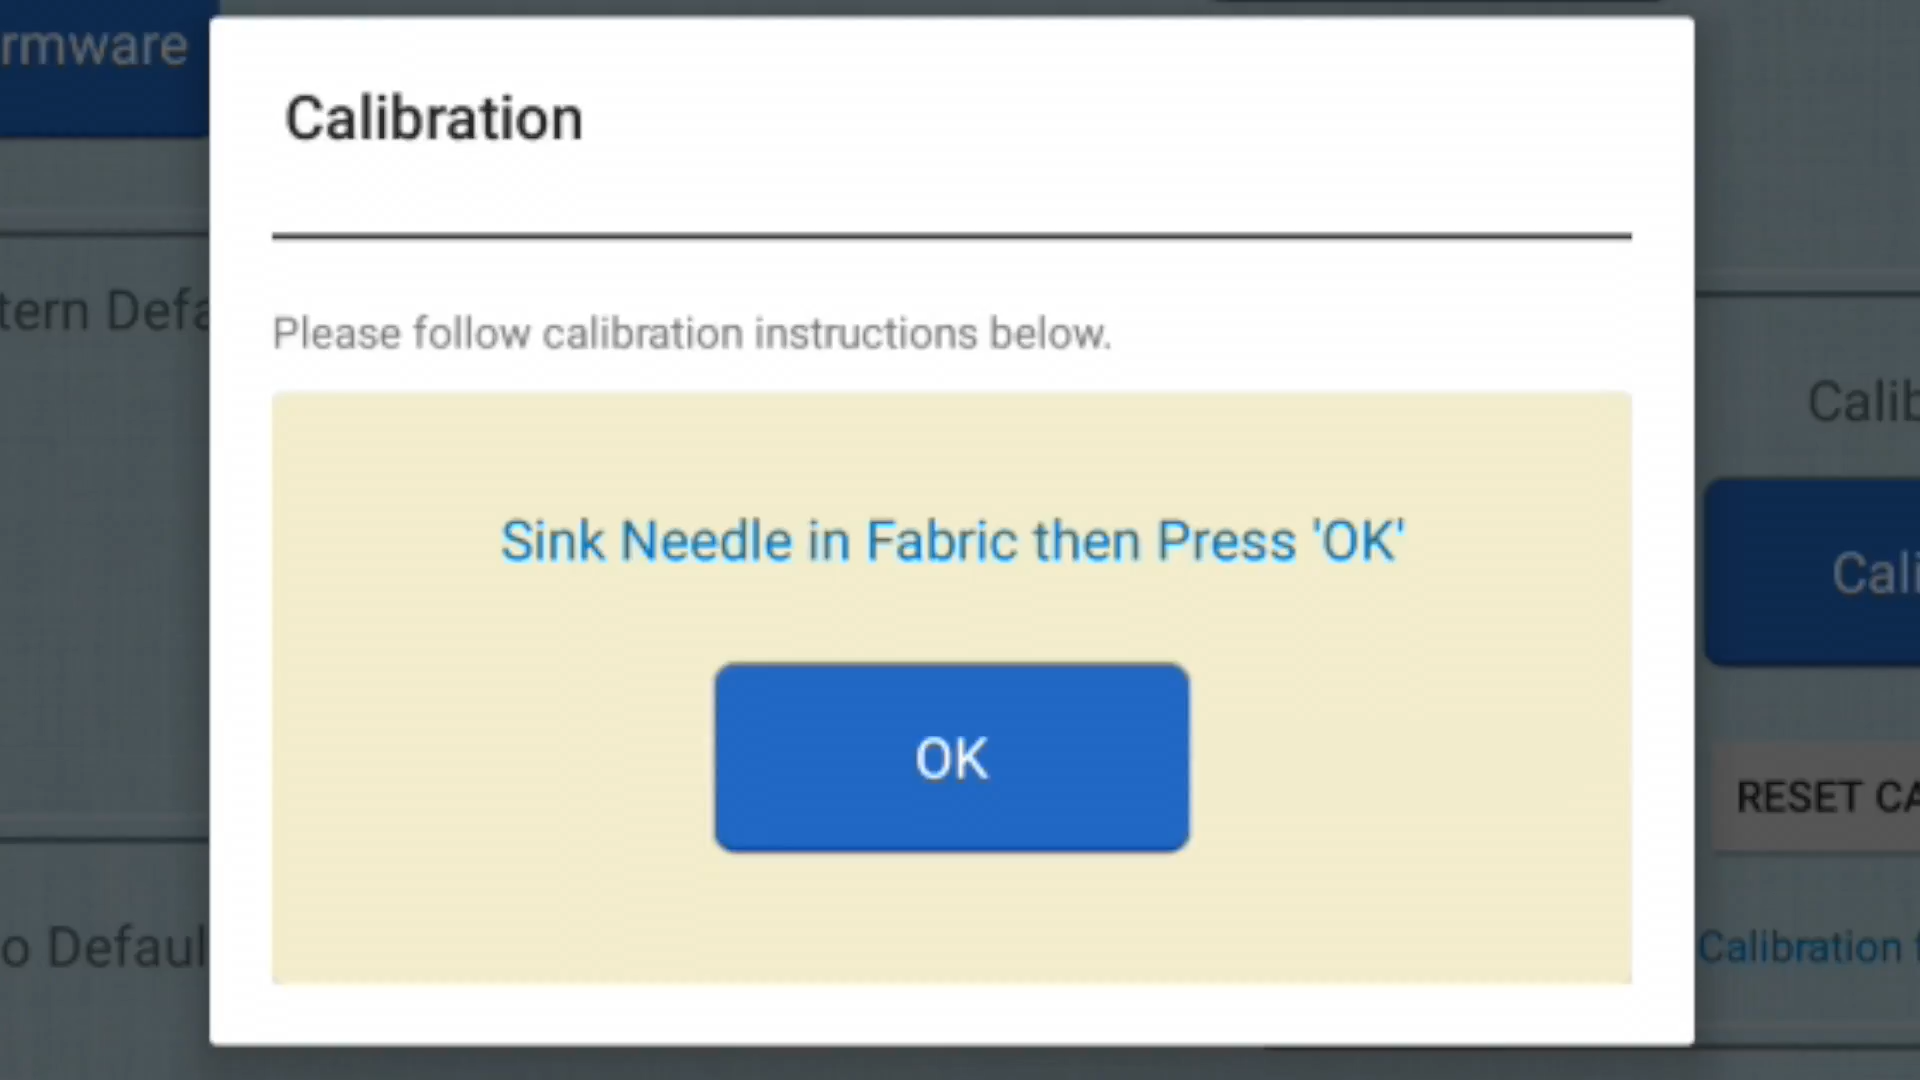 rmware
Calibration
Please follow calibration instructions below.
tern Defa
Calib
Sink Needle in Fabric then Press 'OK'
Cali
OK
RESET CA
o Defaul
Calibration f